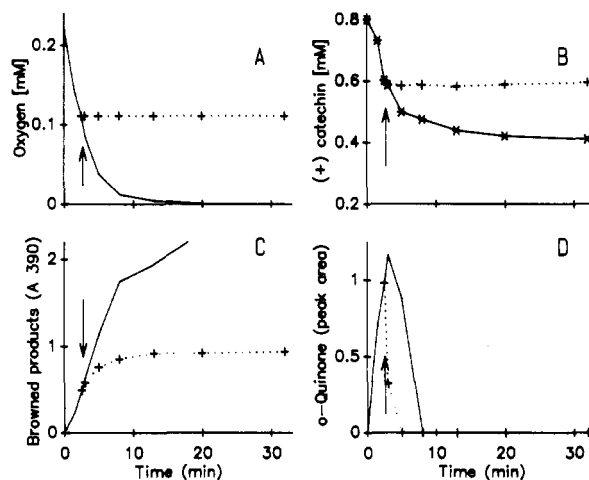 A
Oxygen [mM]
0.2
0.1
0
B
(+) catechin [mM]
0.8
0.6
0.4
0.2
C
Browned products (A 390)
2
1
0
0 10 20 30
Time (min)
D
o-Quinone (peak area)
1
0.5
0
0 10 20 30
Time (min)